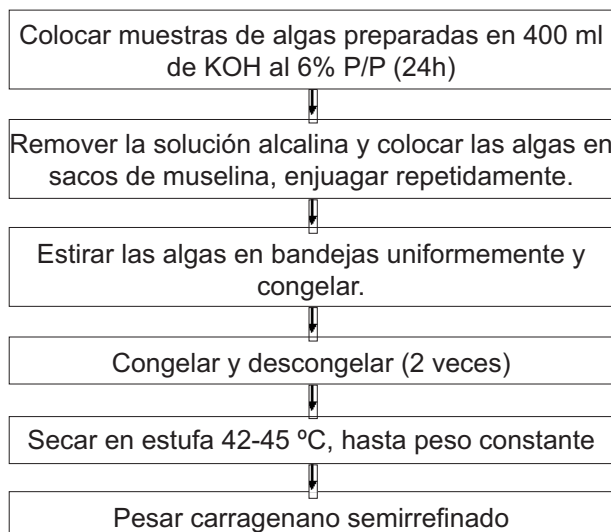 Colocar muestras de algas preparadas en 400 ml
de KOH al 6% P/P (24h)
Remover la solución alcalina y colocar las algas en
sacos de muselina, enjuagar repetidamente.
Estirar las algas en bandejas uniformemente y
congelar.
Congelar y descongelar (2 veces)
Secar en estufa 42-45 ºC, hasta peso constante
Pesar carragenano semirrefinado